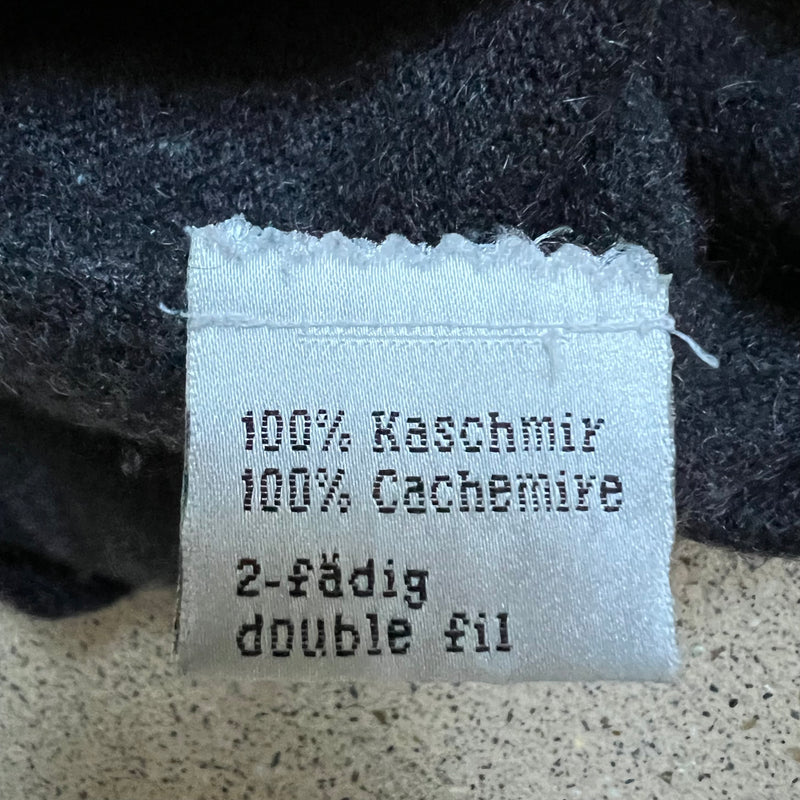 100% Kaschmir
100% Cachemire
2-fädig
double fil